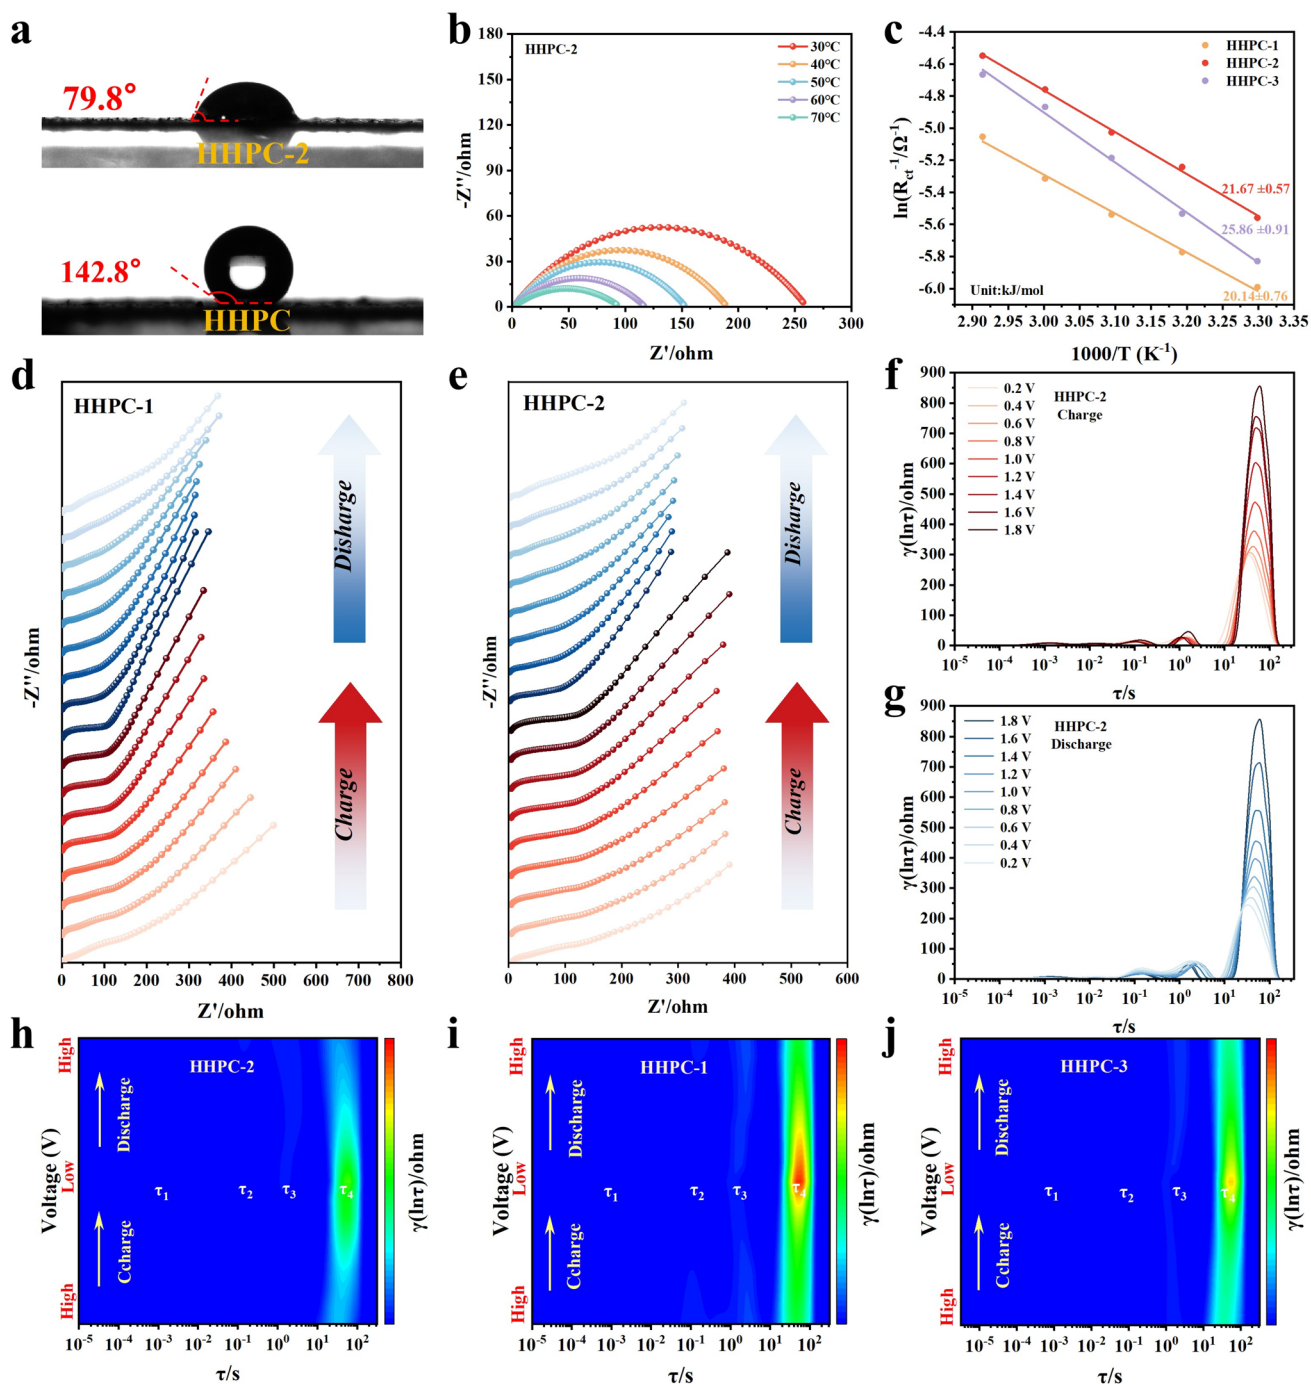 a
79.8°
HHPC-2
142.8°
HHPC
b
HHPC-2
30°C
40°C
50°C
60°C
70°C
180
150
120
90
60
30
0
-Z''/ohm
0 50 100 150 200 250 300
Z'/ohm
c
HHPC-1
HHPC-2
HHPC-3
-4.4
-4.6
-4.8
-5.0
-5.2
-5.4
-5.6
-5.8
-6.0
ln(Rct⁻¹/Ω⁻¹)
21.67 ±0.57
25.86 ±0.91
20.14±0.76
Unit:kJ/mol
2.90 2.95 3.00 3.05 3.10 3.15 3.20 3.25 3.30 3.35
1000/T (K⁻¹)
d
HHPC-1
Disharge
Charge
-Z''/ohm
0 100 200 300 400 500 600 700 800
Z'/ohm
e
HHPC-2
Disharge
Charge
-Z''/ohm
0 100 200 300 400 500 600
Z'/ohm
f
HHPC-2
Charge
0.2 V
0.4 V
0.6 V
0.8 V
1.0 V
1.2 V
1.4 V
1.6 V
1.8 V
900
800
700
600
500
400
300
200
100
0
γ(lnτ)/ohm
10⁻⁵ 10⁻⁴ 10⁻³ 10⁻² 10⁻¹ 10⁰ 10¹ 10²
τ/s
g
HHPC-2
Discharge
1.8 V
1.6 V
1.4 V
1.2 V
1.0 V
0.8 V
0.6 V
0.4 V
0.2 V
900
800
700
600
500
400
300
200
100
0
γ(lnτ)/ohm
10⁻⁵ 10⁻⁴ 10⁻³ 10⁻² 10⁻¹ 10⁰ 10¹ 10²
τ/s
h
HHPC-2
High
Low
High
Voltage (V)
Discharge
Ccharge
τ₁ τ₂ τ₃ τ₄
γ(lnτ)/ohm
10⁻⁵ 10⁻⁴ 10⁻³ 10⁻² 10⁻¹ 10⁰ 10¹ 10²
τ/s
i
HHPC-1
High
Low
High
Voltage (V)
Discharge
Ccharge
τ₁ τ₂ τ₃ τ₄
γ(lnτ)/ohm
10⁻⁵ 10⁻⁴ 10⁻³ 10⁻² 10⁻¹ 10⁰ 10¹ 10²
τ/s
j
HHPC-3
High
Low
High
Voltage (V)
Discharge
Ccharge
τ₁ τ₂ τ₃ τ₄
γ(lnτ)/ohm
10⁻⁵ 10⁻⁴ 10⁻³ 10⁻² 10⁻¹ 10⁰ 10¹ 10²
τ/s